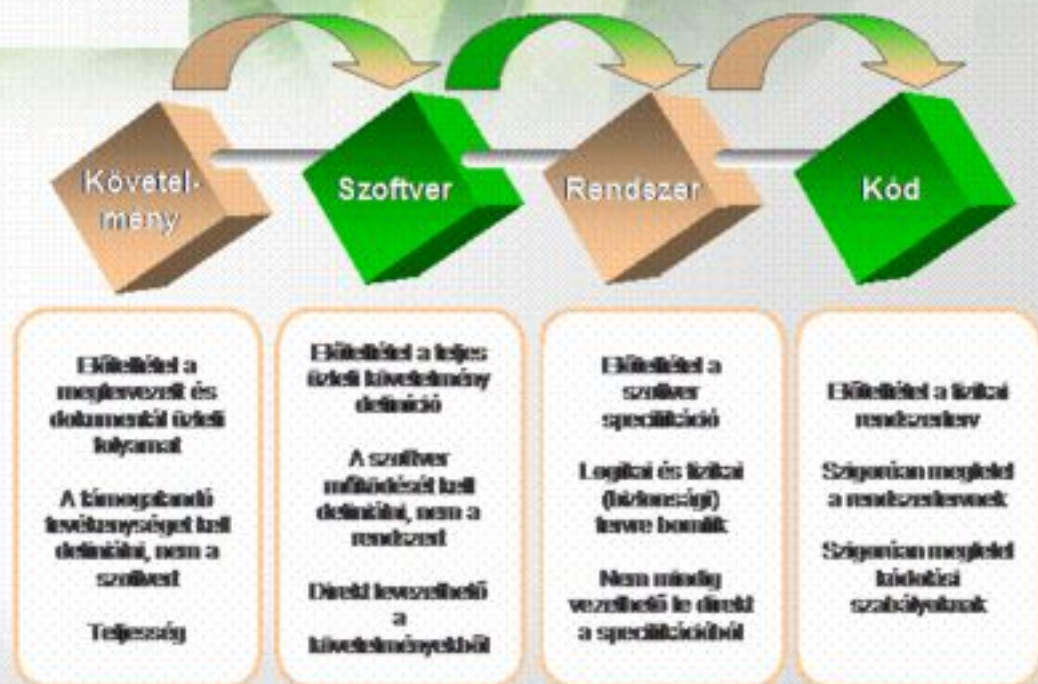 Követel-
mény
Szoftver
Rendszer
Kód
Előfeltétel a
megtervezett és
dokumentált üzleti
folyamat
A támogatandó
tevékenységet kell
definiálni, nem a
szoftvert
Teljesség
Előfeltétel a teljes
üzleti követelmény
definíció
A szoftver
működését kell
definiálni, nem a
rendszert
Direkt levezethető
a
követelményekből
Előfeltétel a
szoftver
specifikáció
Logikai és fizikai
(biztonsági)
tervre bomlik
Nem mindig
vezethető le direkt
a specifikációból
Előfeltétel a fizikai
rendszerterv
Szigorúan megfelel
a rendszertervnek
Szigorúan megfelel
kódolási
szabályoknak